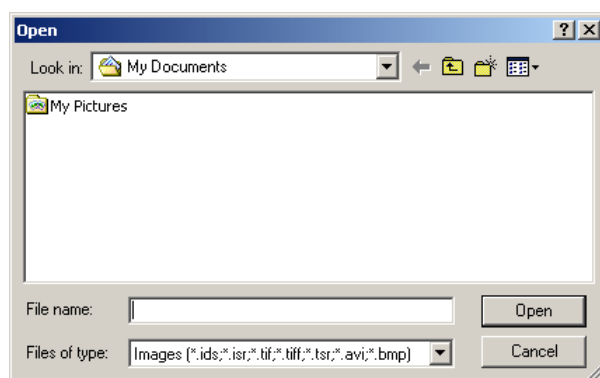 Open
Look in: My Documents
My Pictures
File name:
Open
Files of type: Images (*.ids;*.isr;*.tif;*.tiff;*.tsr;*.avi;*.bmp)
Cancel